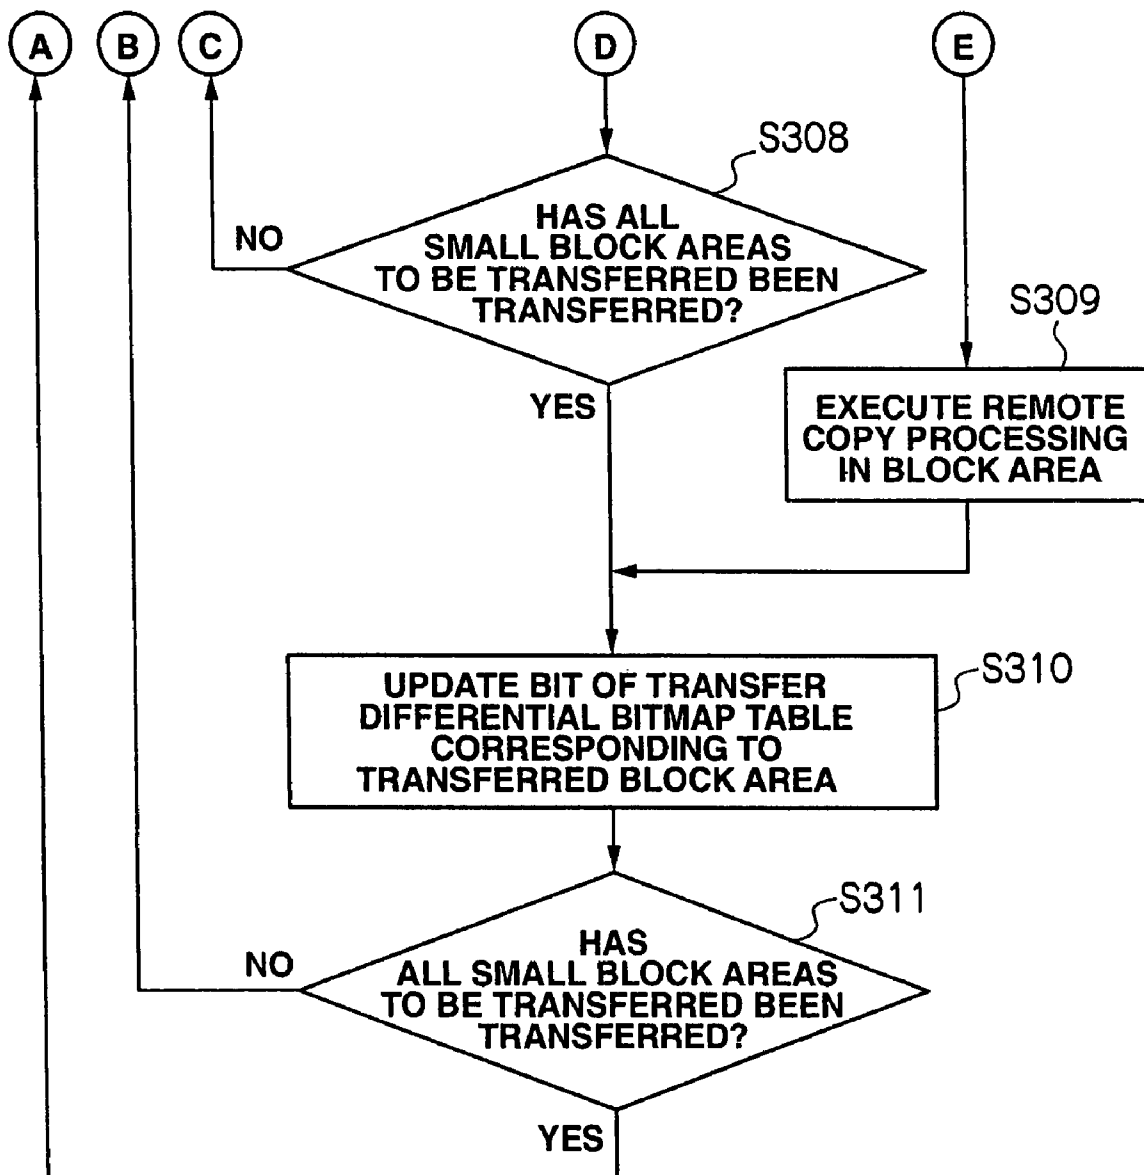 A B C D E
S308
HAS ALL
SMALL BLOCK AREAS
TO BE TRANSFERRED BEEN
TRANSFERRED?
NO
YES
S309
EXECUTE REMOTE
COPY PROCESSING
IN BLOCK AREA
S310
UPDATE BIT OF TRANSFER
DIFFERENTIAL BITMAP TABLE
CORRESPONDING TO
TRANSFERRED BLOCK AREA
S311
HAS
ALL SMALL BLOCK AREAS
TO BE TRANSFERRED BEEN
TRANSFERRED?
NO
YES